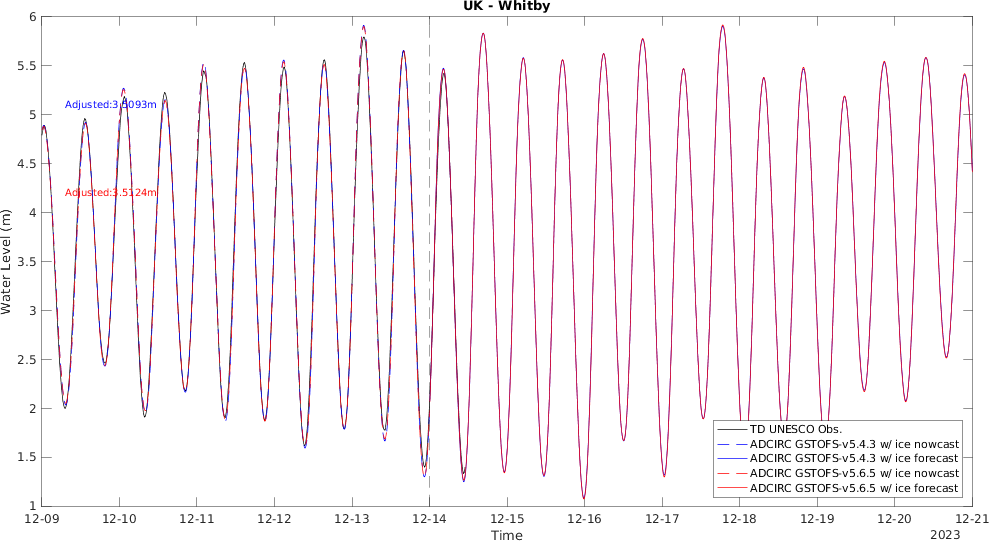 UK - Whitby
6
5.5
5
4.5
4
3.5
3
2.5
2
1.5
1
Water Level (m)
Adjusted:3.5093m
Adjusted:3.5124m
TD UNESCO Obs.
ADCIRC GSTOFS-v5.4.3 w/ ice nowcast
ADCIRC GSTOFS-v5.4.3 w/ ice forecast
ADCIRC GSTOFS-v5.6.5 w/ ice nowcast
ADCIRC GSTOFS-v5.6.5 w/ ice forecast
12-09 12-10 12-11 12-12 12-13 12-14 12-15 12-16 12-17 12-18 12-19 12-20 12-21
Time
2023